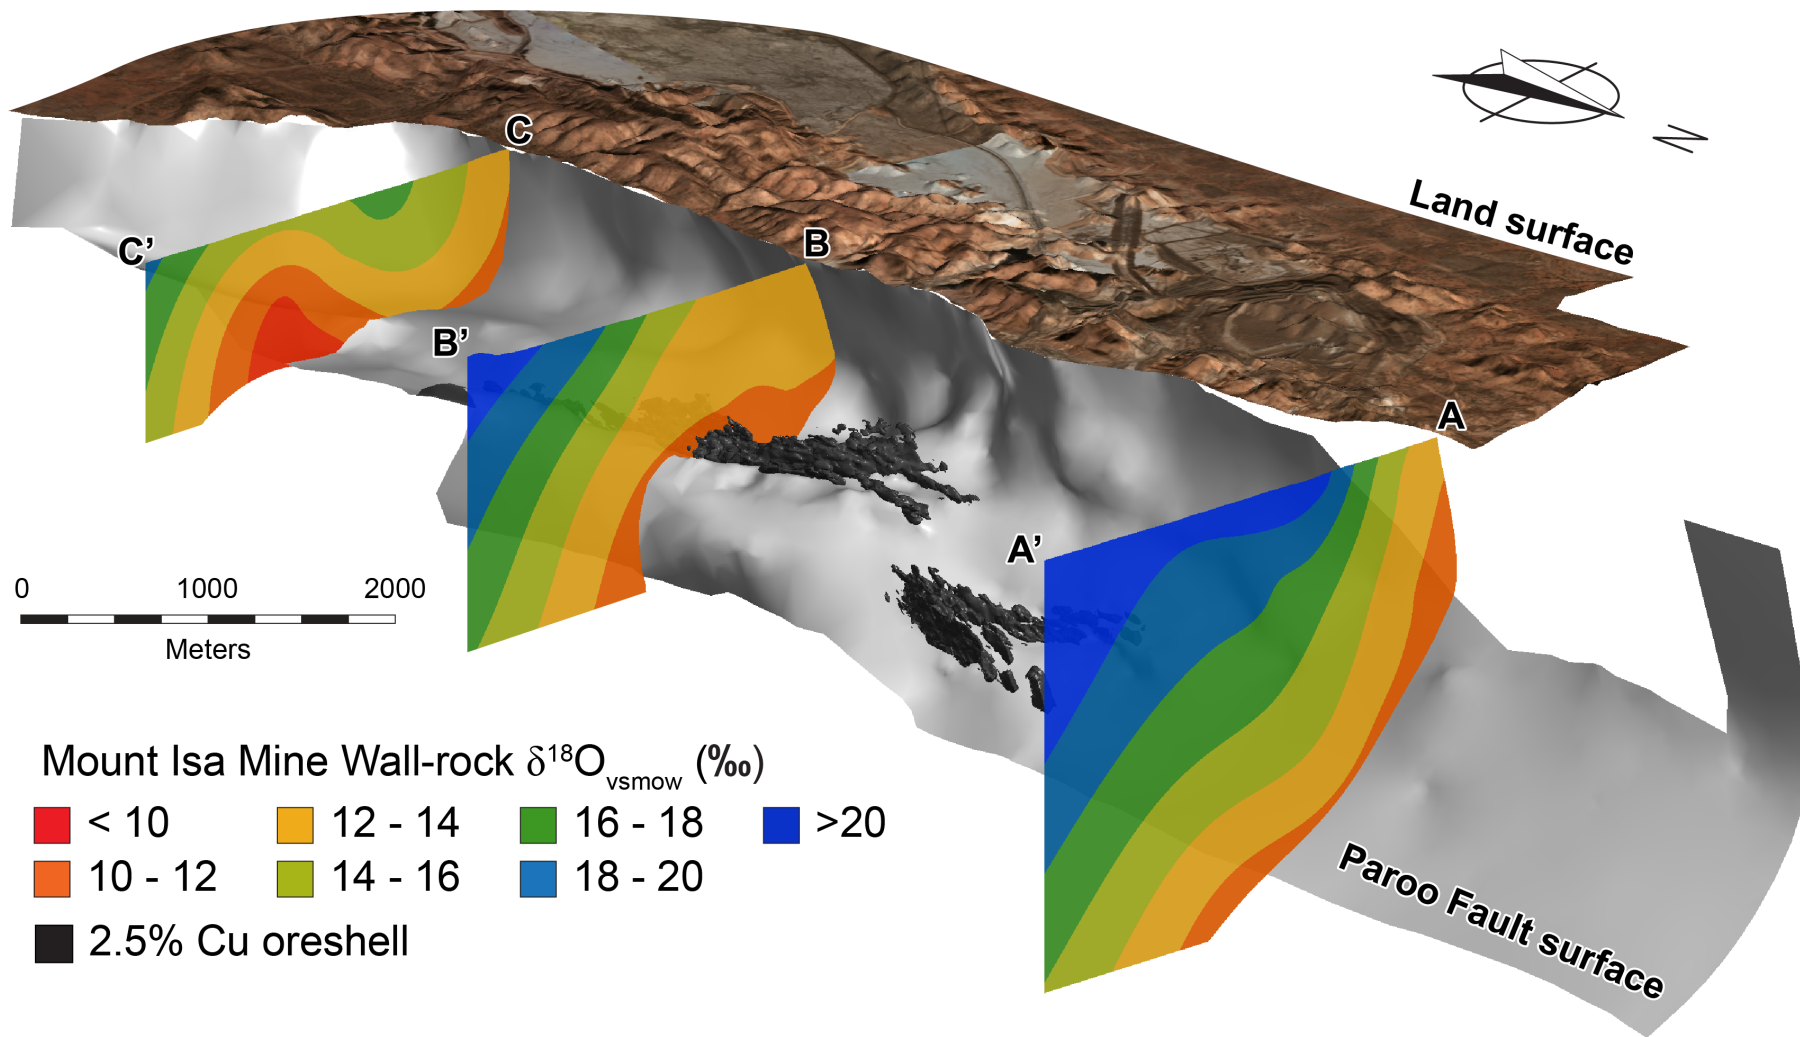 C
N
Land surface
B
C’
B’
A
A’
0 1000 2000
Meters
Mount Isa Mine Wall-rock δ¹⁸Ovsmow (‰)
< 10 12 - 14 16 - 18 >20
10 - 12 14 - 16 18 - 20
2.5% Cu oreshell
Paroo Fault surface